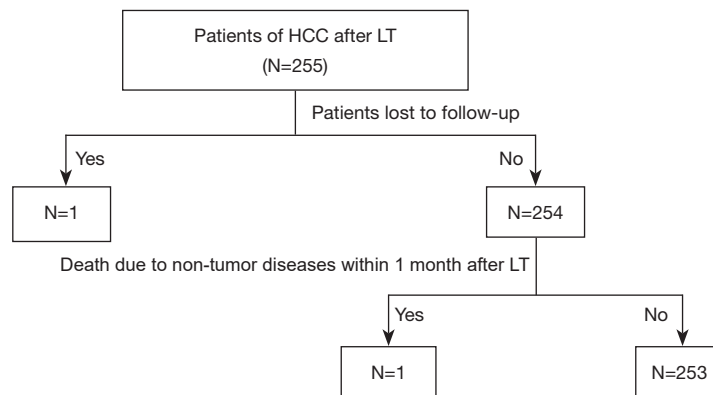 Patients of HCC after LT
(N=255)
Patients lost to follow-up
Yes
No
N=1
N=254
Death due to non-tumor diseases within 1 month after LT
Yes
No
N=1
N=253